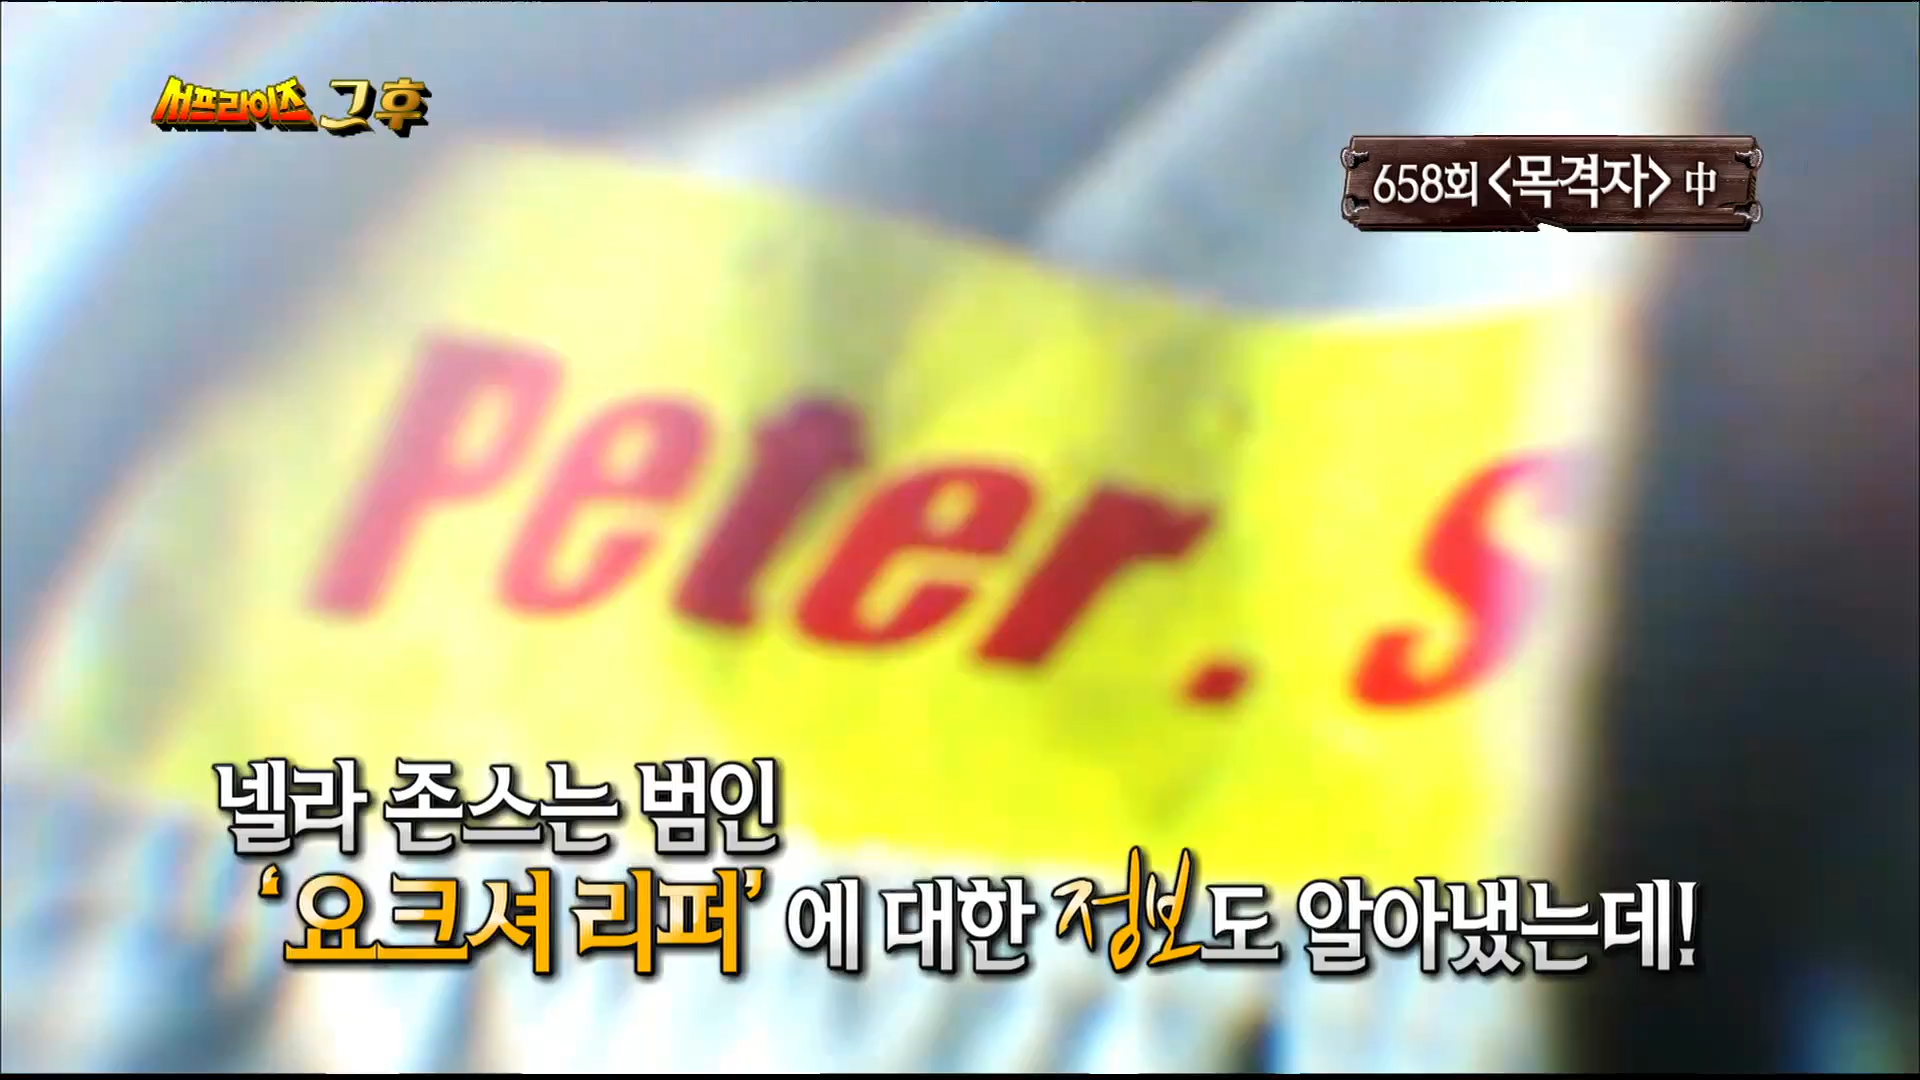 서프라이즈 그 후
658회 <목격자> 中
Peter. S
넬라 존스는 범인
‘요크셔 리퍼’에 대한 정보도 알아냈는데!